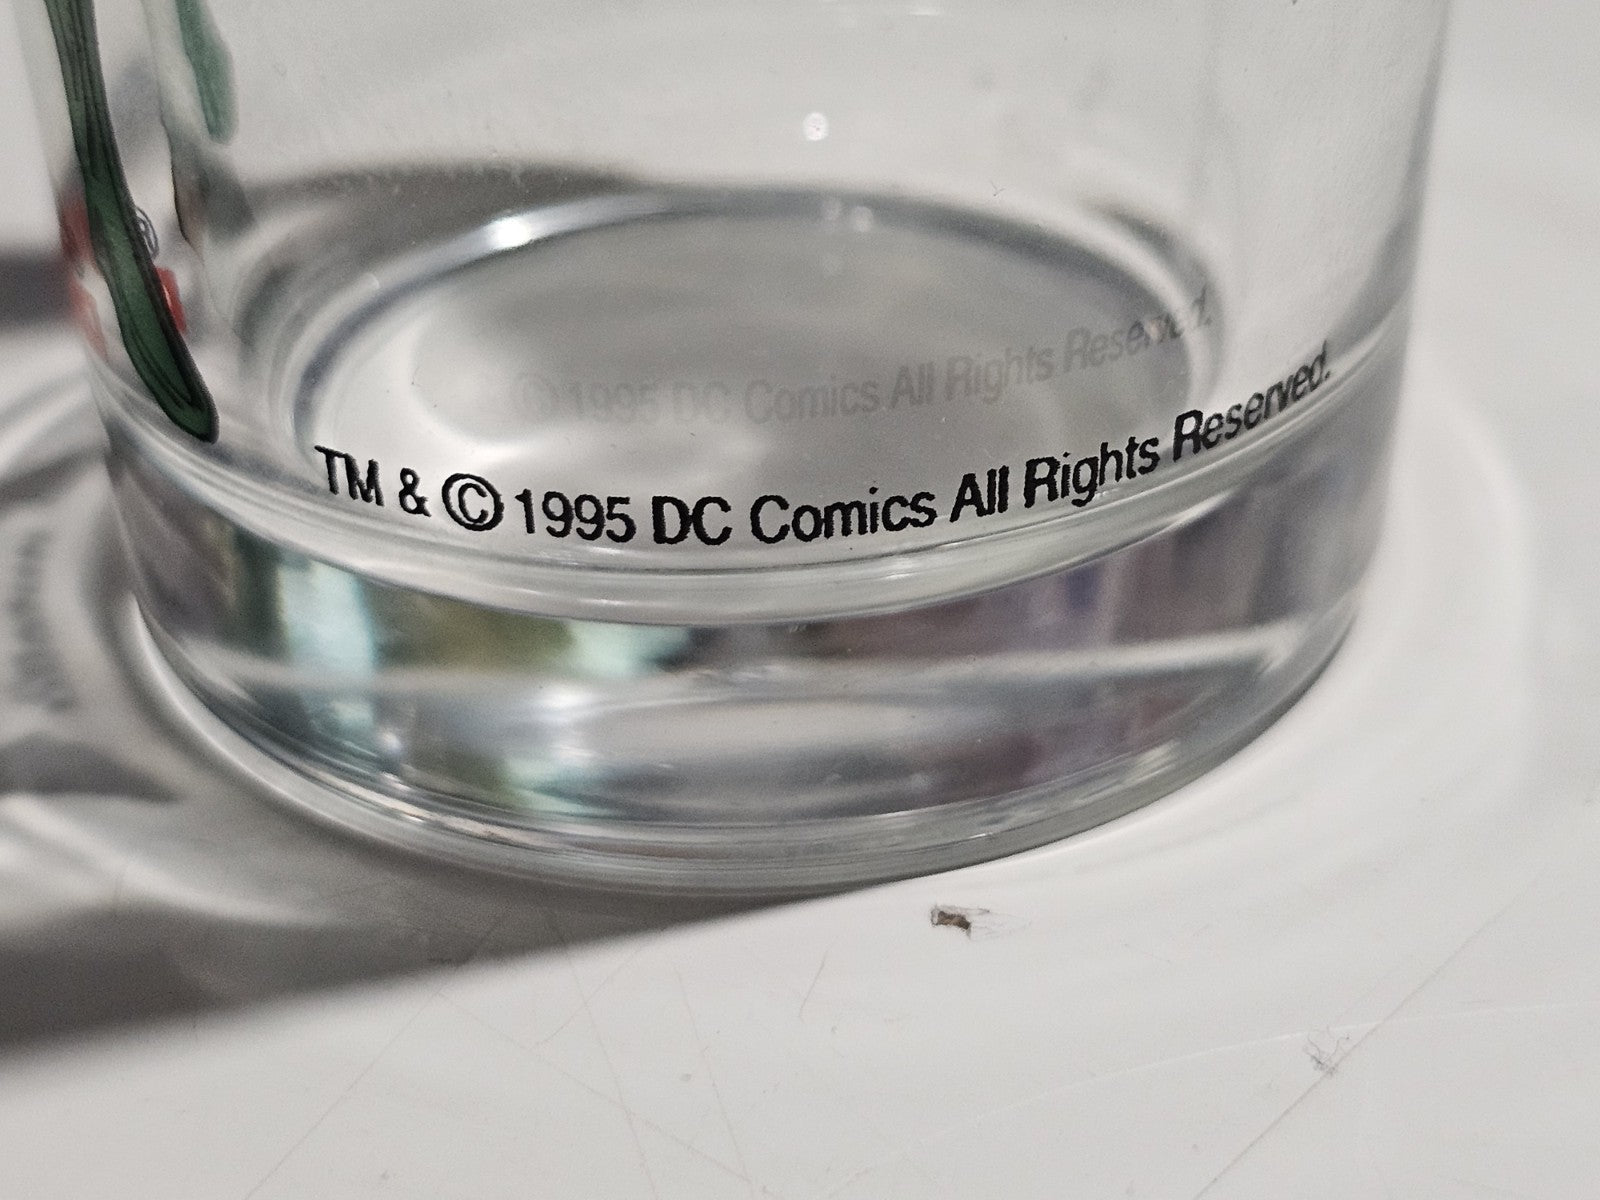 ®
TM & © 1995 DC Comics All Rights Reserved.